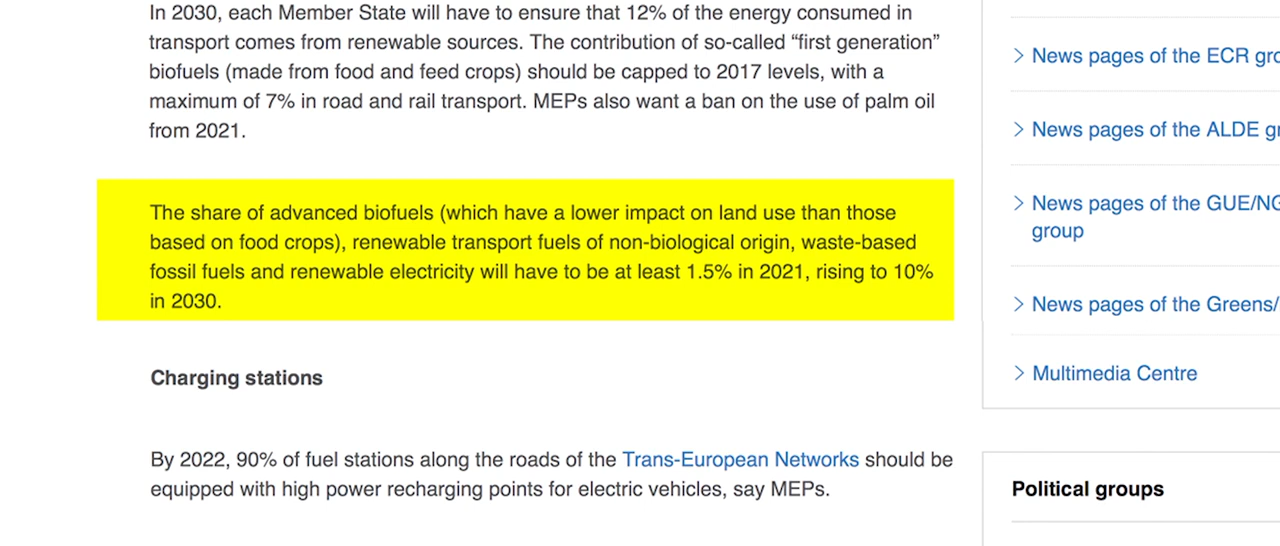 In 2030, each Member State will have to ensure that 12% of the energy consumed in
transport comes from renewable sources. The contribution of so-called “first generation”
biofuels (made from food and feed crops) should be capped to 2017 levels, with a
maximum of 7% in road and rail transport. MEPs also want a ban on the use of palm oil
from 2021.
The share of advanced biofuels (which have a lower impact on land use than those
based on food crops), renewable transport fuels of non-biological origin, waste-based
fossil fuels and renewable electricity will have to be at least 1.5% in 2021, rising to 10%
in 2030.
Charging stations
By 2022, 90% of fuel stations along the roads of the Trans-European Networks should be
equipped with high power recharging points for electric vehicles, say MEPs.
News pages of the ECR
News pages of the ALDE
News pages of the GUE/NG
group
News pages of the Greens/
Multimedia Centre
Political groups